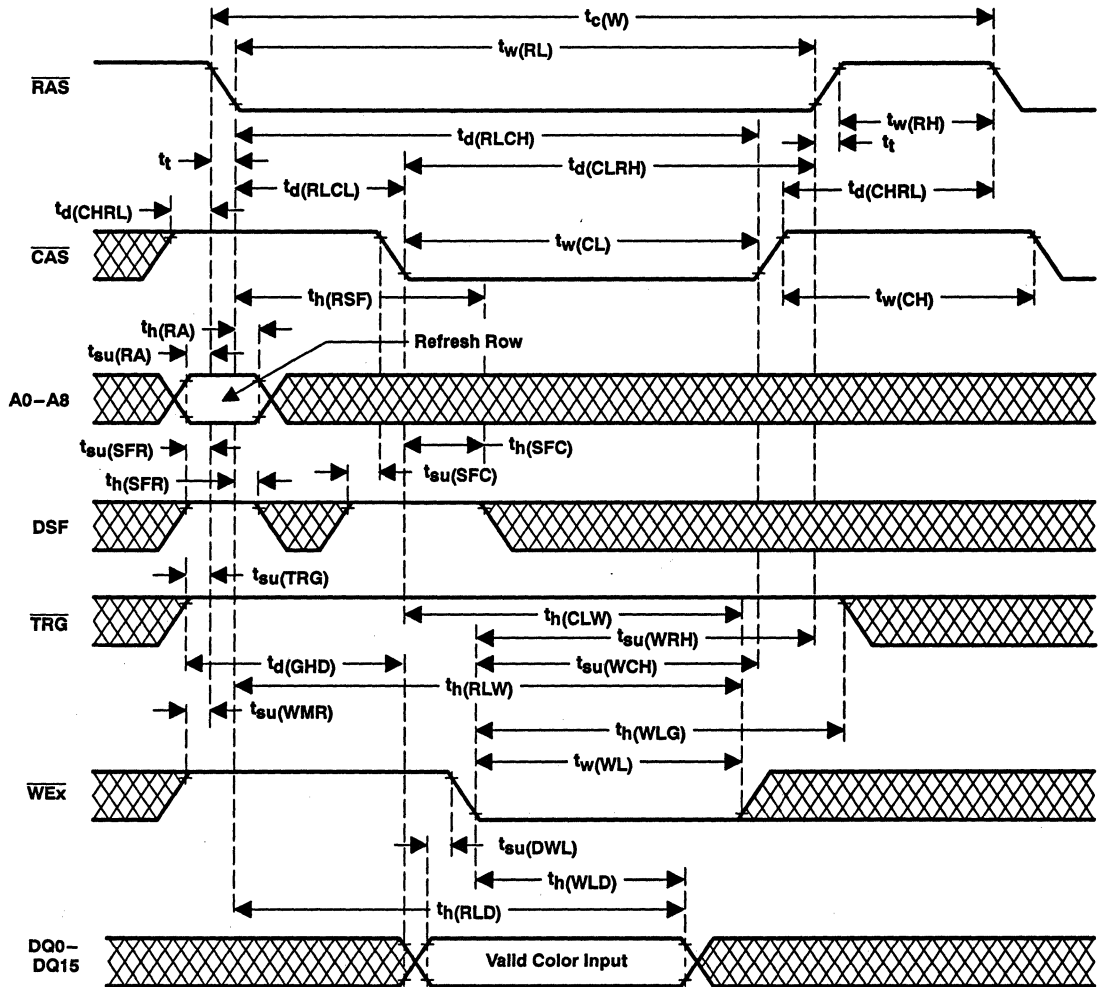 tc(W)
tw(RL)
RAS
tw(RH)
td(RLCH)
tt
tt
td(CLRH)
td(RLCL)
td(CHRL)
td(CHRL)
CAS
tw(CL)
th(RSF)
tw(CH)
th(RA)
Refresh Row
tsu(RA)
A0–A8
tsu(SFR)
th(SFC)
th(SFR)
tsu(SFC)
DSF
tsu(TRG)
TRG
th(CLW)
tsu(WRH)
td(GHD)
tsu(WCH)
th(RLW)
tsu(WMR)
th(WLG)
tw(WL)
WEx
tsu(DWL)
th(WLD)
th(RLD)
DQ0–
DQ15
Valid Color Input